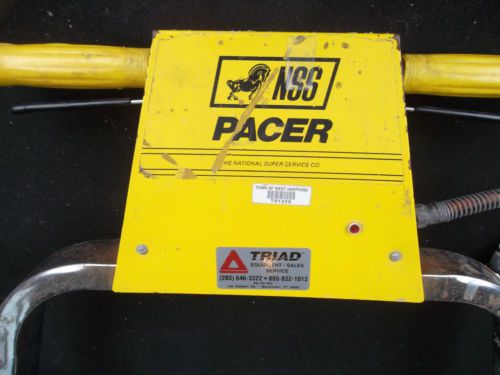 NSS ®
PACER
THE NATIONAL SUPER SERVICE CO.
TOWN OF WEST HARTFORD
TRIAD
EQUIPMENT - SALES
SERVICE
(203) 646-3322 • 800-832-1013